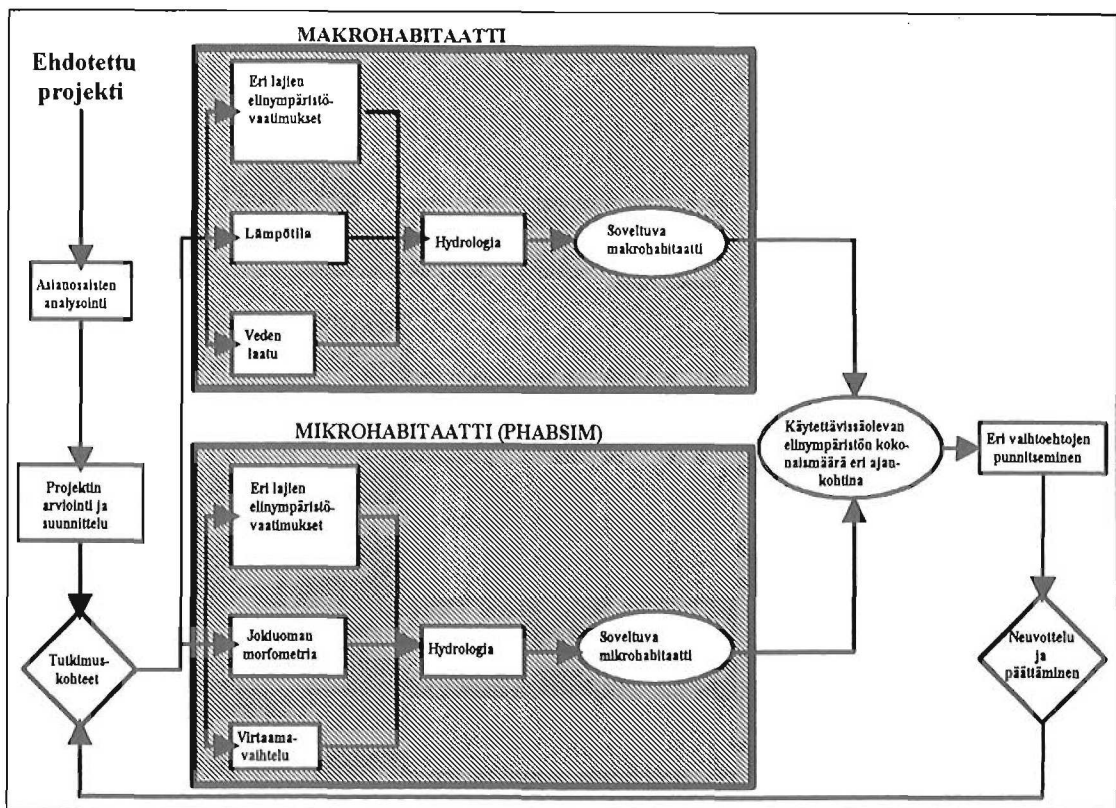 MAKROHABITAATTI
Ehdotettu
projekti
Asianosaisten
analysointi
Projektin
arviointi ja
suunnittelu
Tutkimus-
kohteet
Eri lajien
elinympäristö-
vaatimukset
Lämpötila
Veden
laatu
Hydrologia
Soveltuva
makrohabitaatti
MIKROHABITAATTI (PHABSIM)
Eri lajien
elinympäristö-
vaatimukset
Jokiuoman
morfometria
Virtaama-
vaihtelu
Hydrologia
Soveltuva
mikrohabitaatti
Käytettävissäolevan
elinympäristön koko-
naismäärä eri ajan-
kohtina
Eri vaihtoehtojen
punnitseminen
Neuvottelu
ja
päättäminen